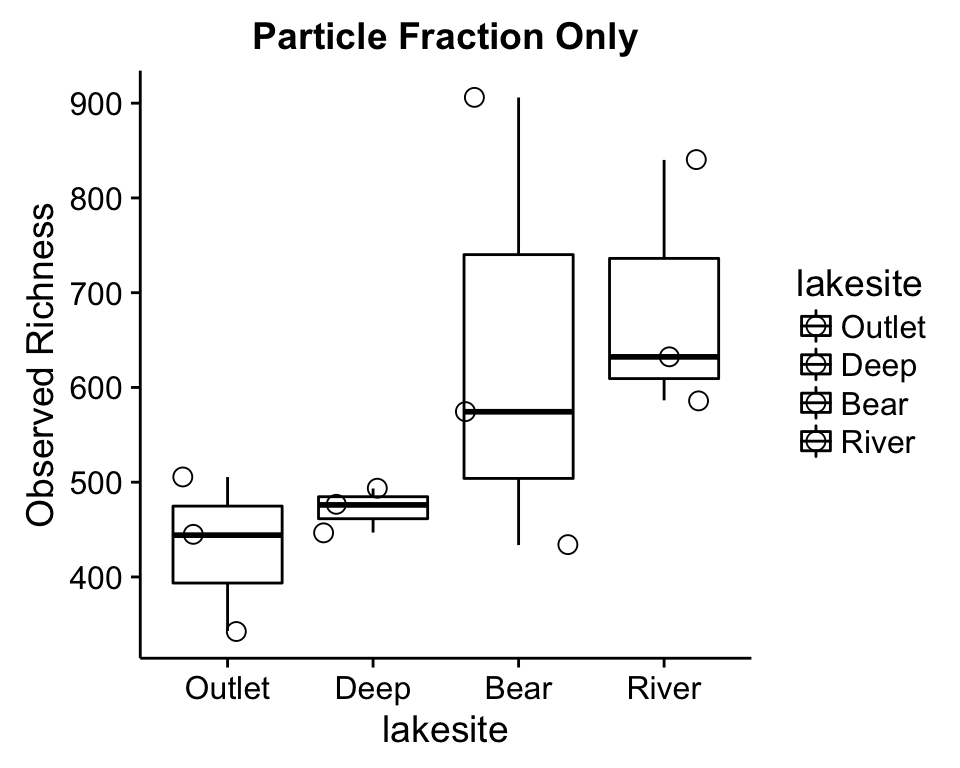 Particle Fraction Only
Observed Richness
900
800
700
600
500
400
Outlet Deep Bear River
lakesite
lakesite
Outlet
Deep
Bear
River